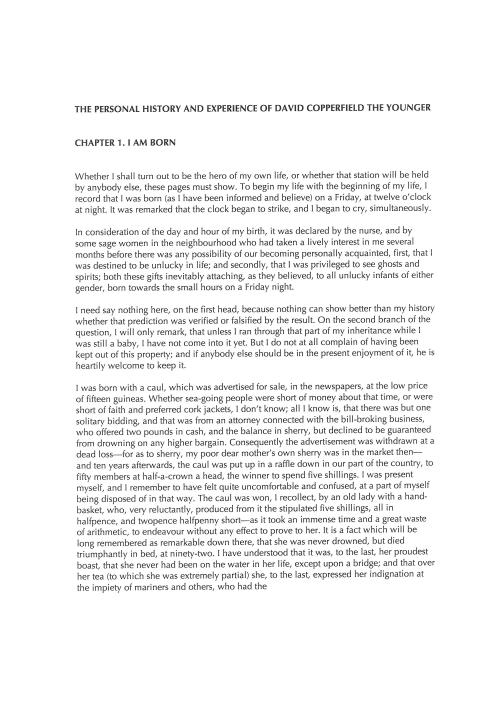 THE PERSONAL HISTORY AND EXPERIENCE OF DAVID COPPERFIELD THE YOUNGER
CHAPTER 1. I AM BORN
Whether I shall turn out to be the hero of my own life, or whether that station will be held
by anybody else, these pages must show. To begin my life with the beginning of my life, I
record that I was born (as I have been informed and believe) on a Friday, at twelve o'clock
at night. It was remarked that the clock began to strike, and I began to cry, simultaneously.
In consideration of the day and hour of my birth, it was declared by the nurse, and by
some sage women in the neighbourhood who had taken a lively interest in me several
months before there was any possibility of our becoming personally acquainted, first, that I
was destined to be unlucky in life; and secondly, that I was privileged to see ghosts and
spirits; both these gifts inevitably attaching, as they believed, to all unlucky infants of either
gender, born towards the small hours on a Friday night.
I need say nothing here, on the first head, because nothing can show better than my history
whether that prediction was verified or falsified by the result. On the second branch of the
question, I will only remark, that unless I ran through that part of my inheritance while I
was still a baby, I have not come into it yet. But I do not at all complain of having been
kept out of this property; and if anybody else should be in the present enjoyment of it, he is
heartily welcome to keep it.
I was born with a caul, which was advertised for sale, in the newspapers, at the low price
of fifteen guineas. Whether sea-going people were short of money about that time, or were
short of faith and preferred cork jackets, I don't know; all I know is, that there was but one
solitary bidding, and that was from an attorney connected with the bill-broking business,
who offered two pounds in cash, and the balance in sherry, but declined to be guaranteed
from drowning on any higher bargain. Consequently the advertisement was withdrawn at a
dead loss—for as to sherry, my poor dear mother's own sherry was in the market then—
and ten years afterwards, the caul was put up in a raffle down in our part of the country, to
fifty members at half-a-crown a head, the winner to spend five shillings. I was present
myself, and I remember to have felt quite uncomfortable and confused, at a part of myself
being disposed of in that way. The caul was won, I recollect, by an old lady with a hand-
basket, who, very reluctantly, produced from it the stipulated five shillings, all in
halfpence, and twopence halfpenny short—as it took an immense time and a great waste
of arithmetic, to endeavour without any effect to prove to her. It is a fact which will be
long remembered as remarkable down there, that she was never drowned, but died
triumphantly in bed, at ninety-two. I have understood that it was, to the last, her proudest
boast, that she never had been on the water in her life, except upon a bridge; and that over
her tea (to which she was extremely partial) she, to the last, expressed her indignation at
the impiety of mariners and others, who had the